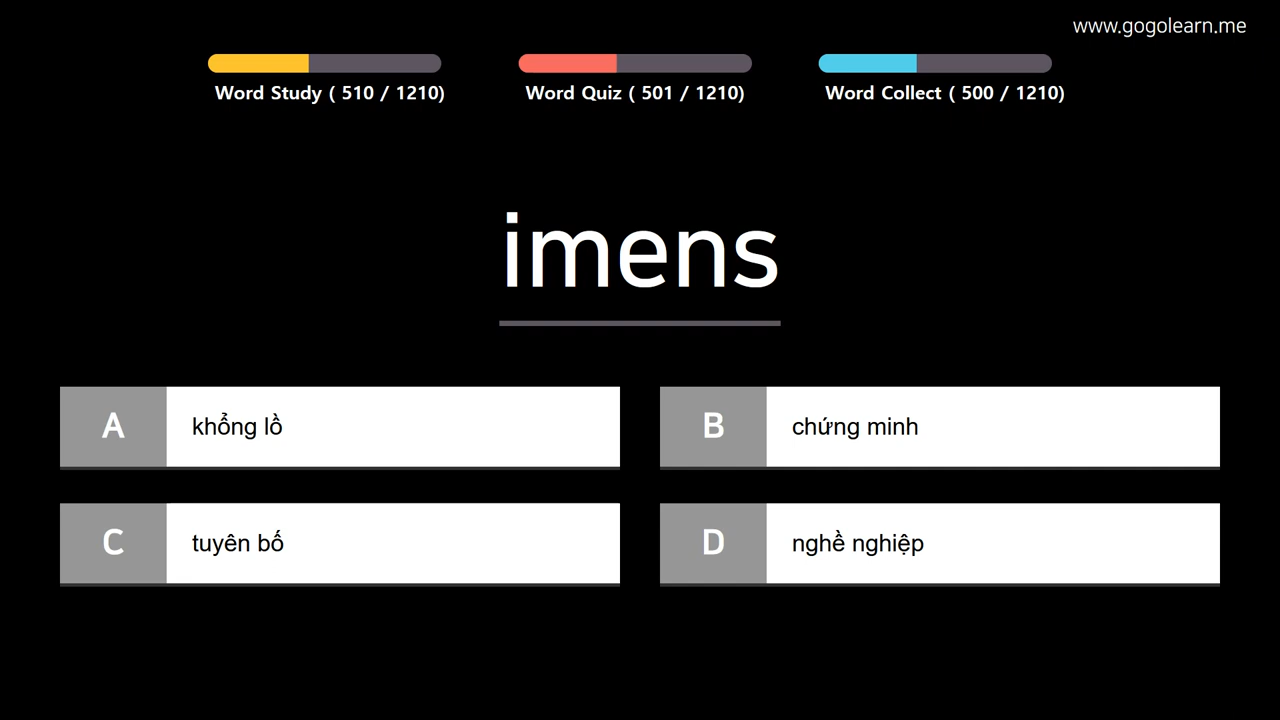 www.gogolearn.me
Word Study ( 510 / 1210)
Word Quiz ( 501 / 1210)
Word Collect ( 500 / 1210)
imens
A
khổng lồ
B
chứng minh
C
tuyên bố
D
nghề nghiệp